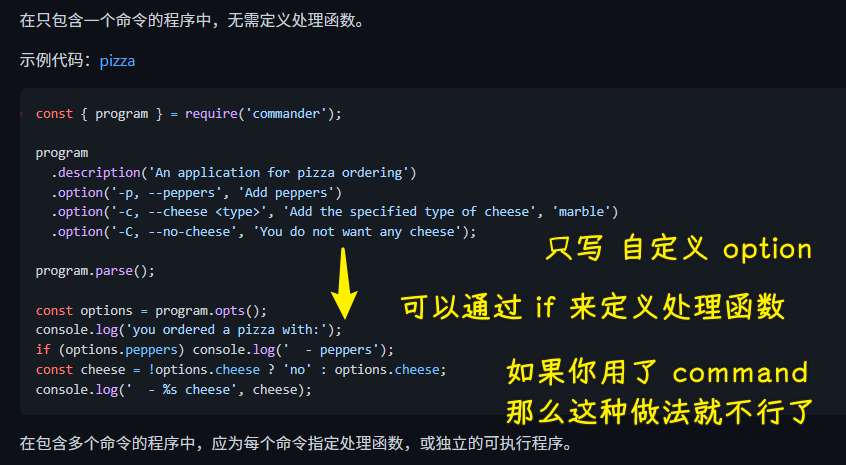 在只包含一个命令的程序中，无需定义处理函数。
示例代码：pizza
const { program } = require('commander');
program
  .description('An application for pizza ordering')
  .option('-p, --peppers', 'Add peppers')
  .option('-c, --cheese <type>', 'Add the specified type of cheese', 'marble')
  .option('-C, --no-cheese', 'You do not want any cheese');
只写 自定义 option
program.parse();
可以通过 if 来定义处理函数
const options = program.opts();
console.log('you ordered a pizza with:');
if (options.peppers) console.log('  - peppers');
const cheese = !options.cheese ? 'no' : options.cheese;
console.log('  - %s cheese', cheese);
如果你用了 command
那么这种做法就不行了
在包含多个命令的程序中，应为每个命令指定处理函数，或独立的可执行程序。